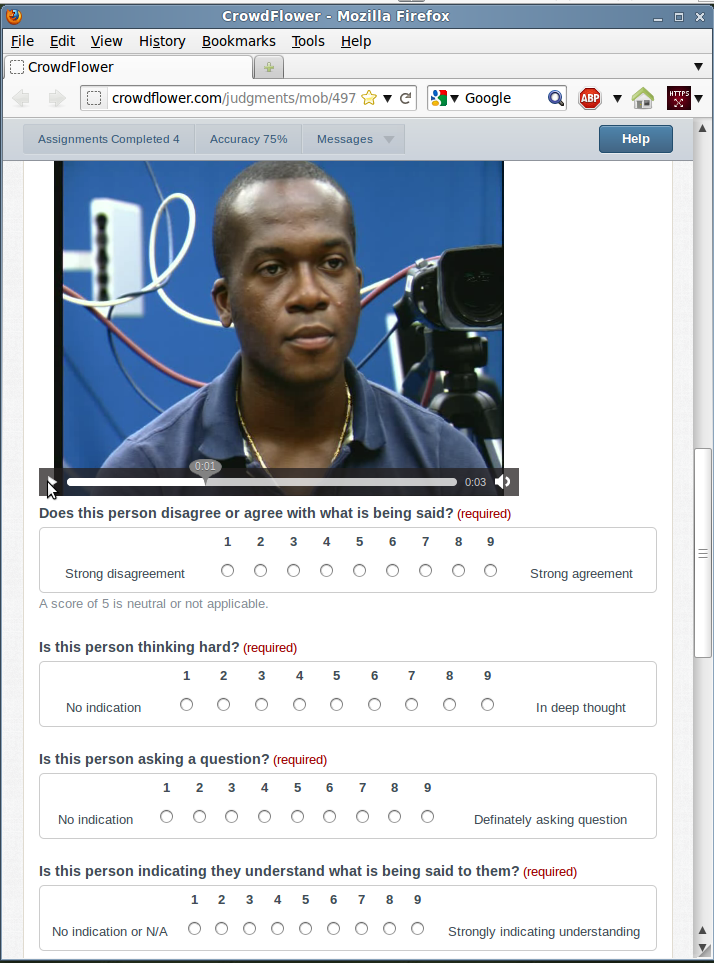 CrowdFlower - Mozilla Firefox
File Edit View History Bookmarks Tools Help
CrowdFlower
crowdflower.com/judgments/mob/497
Google
ABP
HTTPS
Assignments Completed 4 Accuracy 75% Messages Help
0:01
0:03
Does this person disagree or agree with what is being said? (required)
1 2 3 4 5 6 7 8 9
Strong disagreement Strong agreement
A score of 5 is neutral or not applicable.
Is this person thinking hard? (required)
1 2 3 4 5 6 7 8 9
No indication In deep thought
Is this person asking a question? (required)
1 2 3 4 5 6 7 8 9
No indication Definately asking question
Is this person indicating they understand what is being said to them? (required)
1 2 3 4 5 6 7 8 9
No indication or N/A Strongly indicating understanding